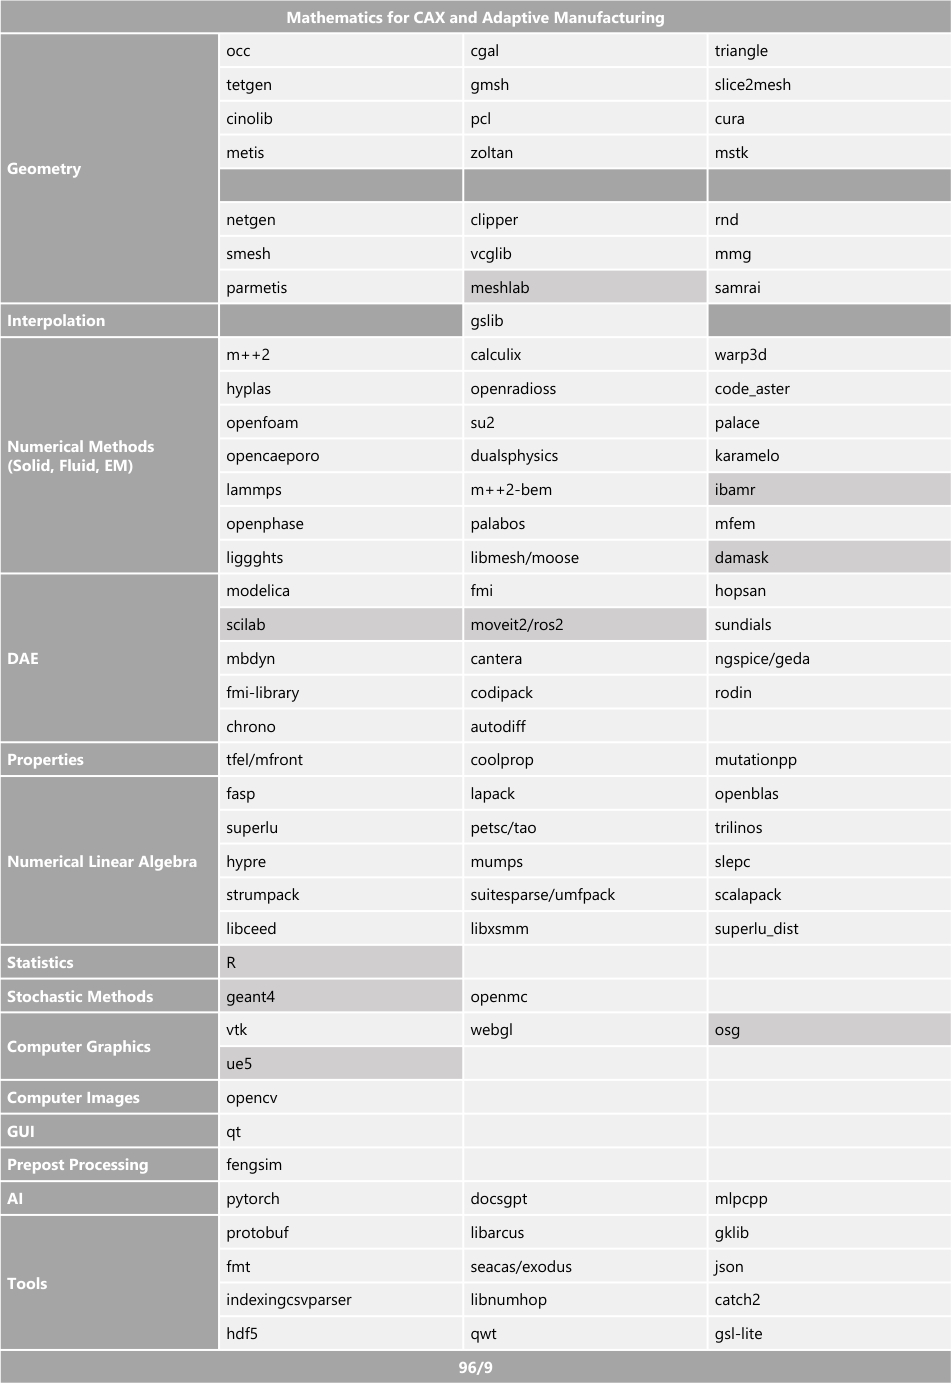 Mathematics for CAX and Adaptive Manufacturing
Geometry
occ cgal triangle
tetgen gmsh slice2mesh
cinolib pcl cura
metis zoltan mstk
netgen clipper rnd
smesh vcglib mmg
parmetis meshlab samrai
Interpolation gslib
Numerical Methods
(Solid, Fluid, EM)
m++2 calculix warp3d
hyplas openradioss code_aster
openfoam su2 palace
opencaeporo dualsphysics karamelo
lammps m++2-bem ibamr
openphase palabos mfem
liggghts libmesh/moose damask
DAE
modelica fmi hopsan
scilab moveit2/ros2 sundials
mbdyn cantera ngspice/geda
fmi-library codipack rodin
chrono autodiff
Properties tfel/mfront coolprop mutationpp
Numerical Linear Algebra
fasp lapack openblas
superlu petsc/tao trilinos
hypre mumps slepc
strumpack suitesparse/umfpack scalapack
libceed libxsmm superlu_dist
Statistics R
Stochastic Methods geant4 openmc
Computer Graphics
vtk webgl osg
ue5
Computer Images opencv
GUI qt
Prepost Processing fengsim
AI pytorch docsgpt mlpcpp
Tools
protobuf libarcus gklib
fmt seacas/exodus json
indexingcsvparser libnumhop catch2
hdf5 qwt gsl-lite
96/9